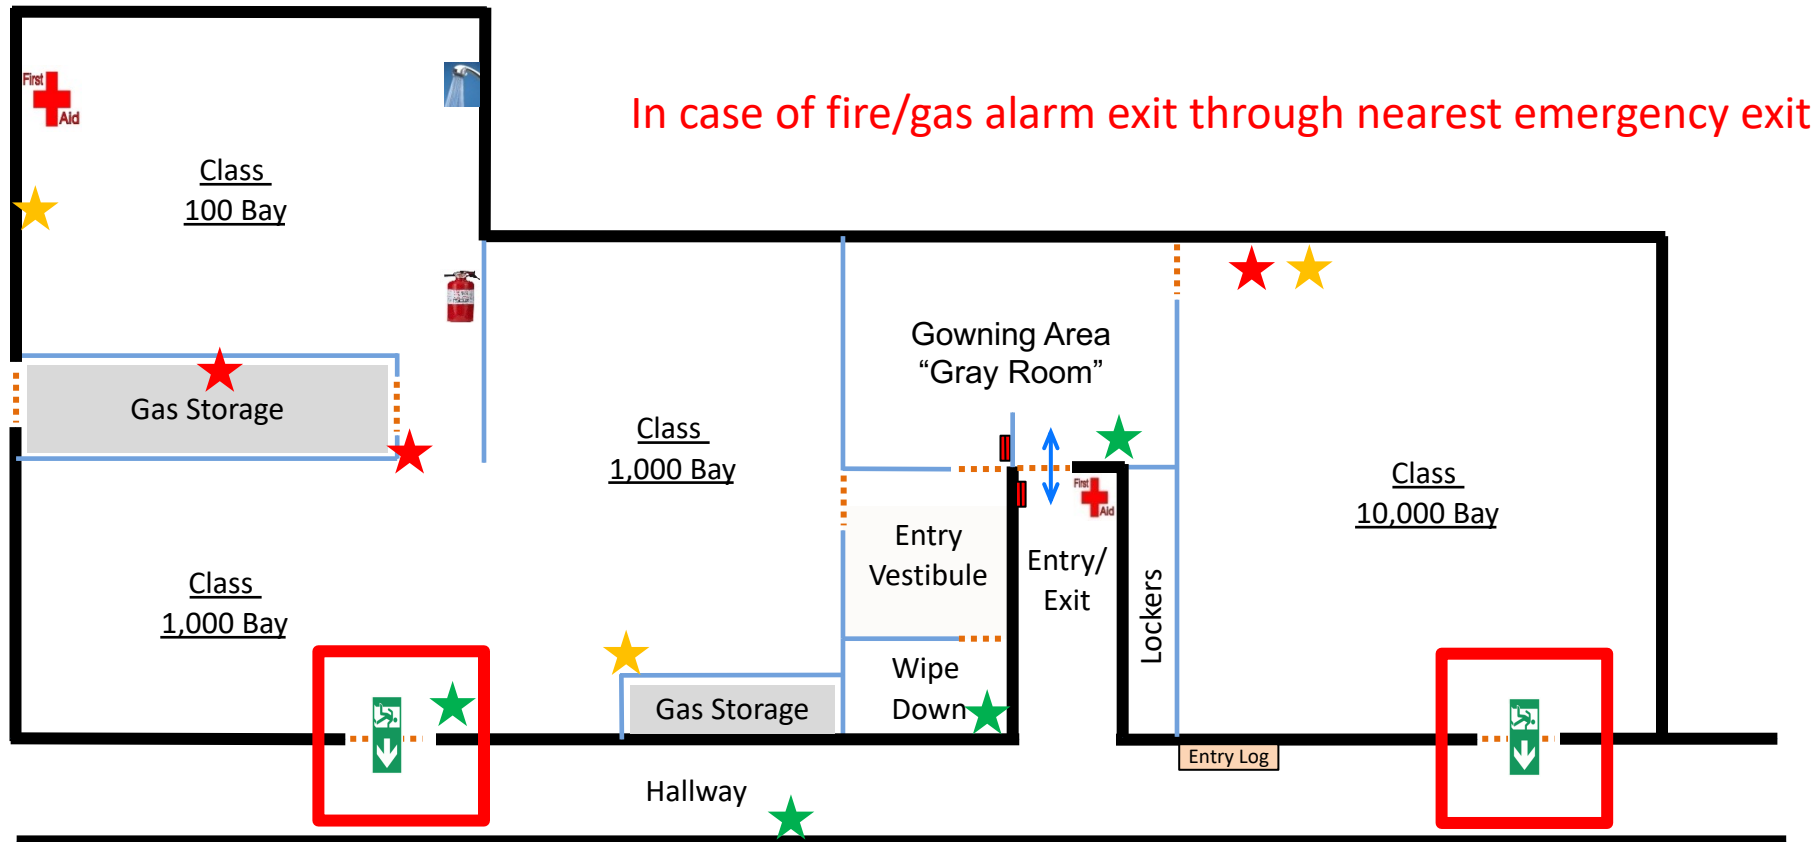 First
Aid
In case of fire/gas alarm exit through nearest emergency exit
Class
100 Bay
Gowning Area
“Gray Room”
Gas Storage
Class
1,000 Bay
Class
10,000 Bay
First
Aid
Entry
Vestibule
Entry/
Exit
Lockers
Class
1,000 Bay
Wipe
Down
Gas Storage
Entry Log
Hallway